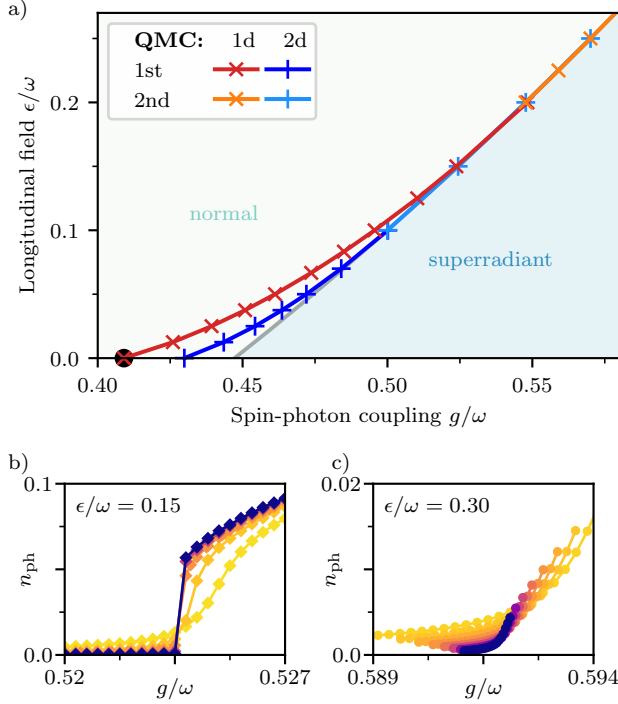 a)
QMC: 1d 2d
1st
2nd
normal
superradiant
Longitudinal field ϵ/ω
0.2
0.1
0.0
0.40 0.45 0.50 0.55
Spin-photon coupling g/ω
b)
ϵ/ω = 0.15
n_ph
0.1
0.0
0.52 0.527
g/ω
c)
ϵ/ω = 0.30
n_ph
0.02
0.0
0.589 0.594
g/ω